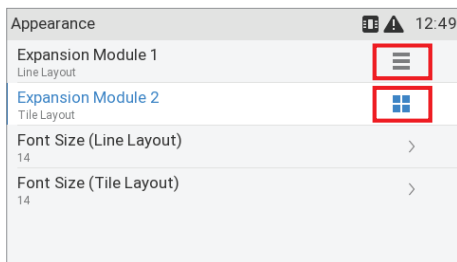 Appearance 12:49
Expansion Module 1
Line Layout
Expansion Module 2
Tile Layout
Font Size (Line Layout)
14
Font Size (Tile Layout)
14